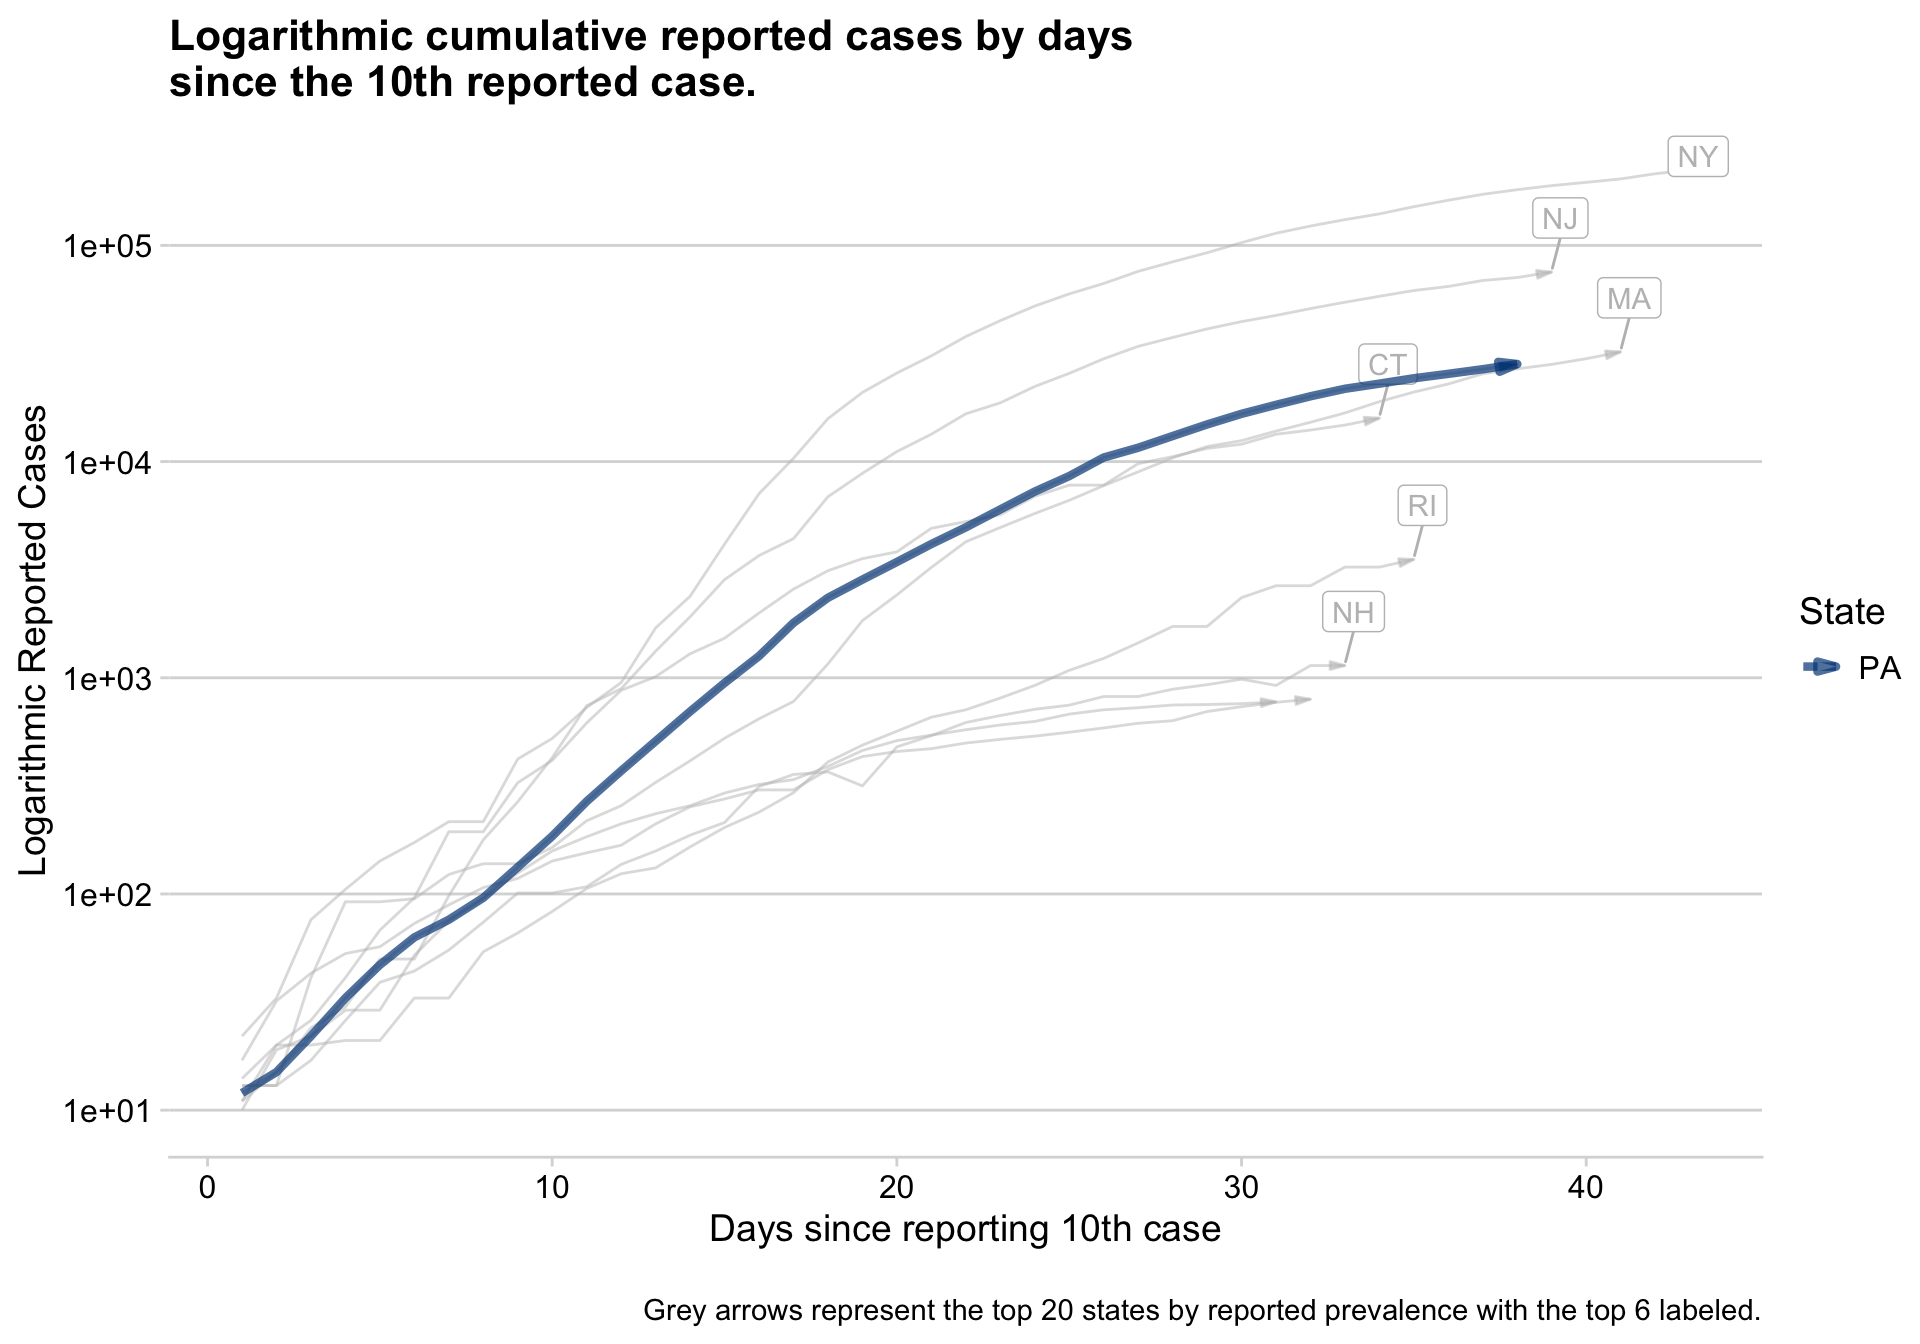 Logarithmic cumulative reported cases by days
since the 10th reported case.
NY
NJ
1e+05
MA
CT
1e+04
RI
NH
1e+03
1e+02
1e+01
Logarithmic Reported Cases
State
PA
0 10 20 30 40
Days since reporting 10th case
Grey arrows represent the top 20 states by reported prevalence with the top 6 labeled.